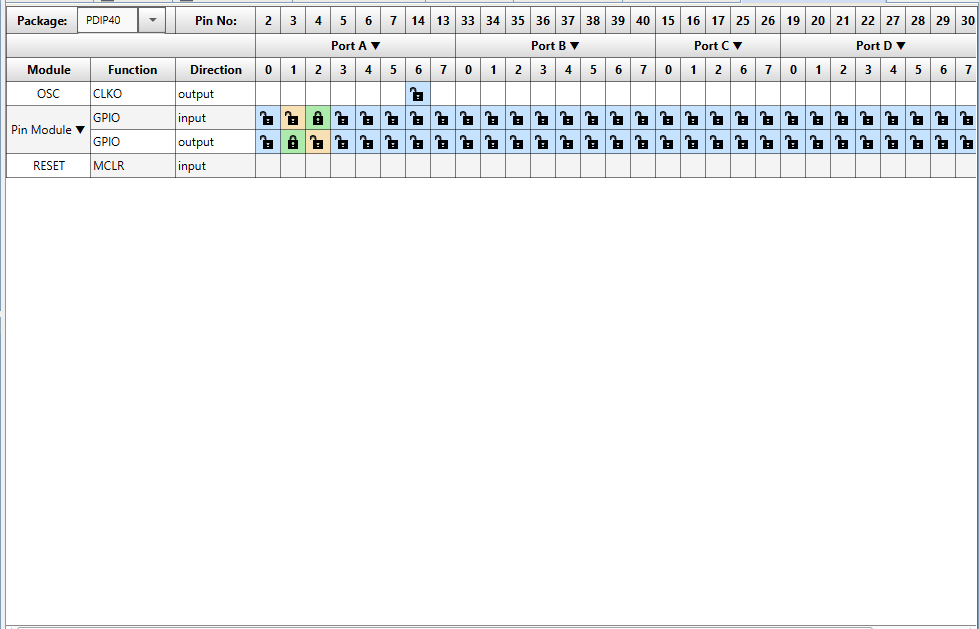 Package: PDIP40 Pin No: 2 3 4 5 6 7 14 13 33 34 35 36 37 38 39 40 15 16 17 25 26 19 20 21 22 27 28 29 30
Port A ▼ Port B ▼ Port C ▼ Port D ▼
Module Function Direction 0 1 2 3 4 5 6 7 0 1 2 3 4 5 6 7 0 1 2 6 7 0 1 2 3 4 5 6 7
OSC CLKO output
Pin Module ▼ GPIO input
GPIO output
RESET MCLR input